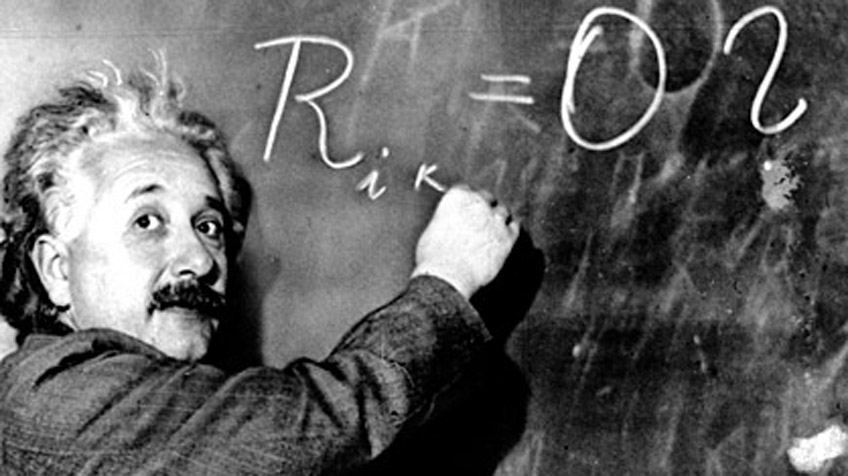 Rik = 0 ?